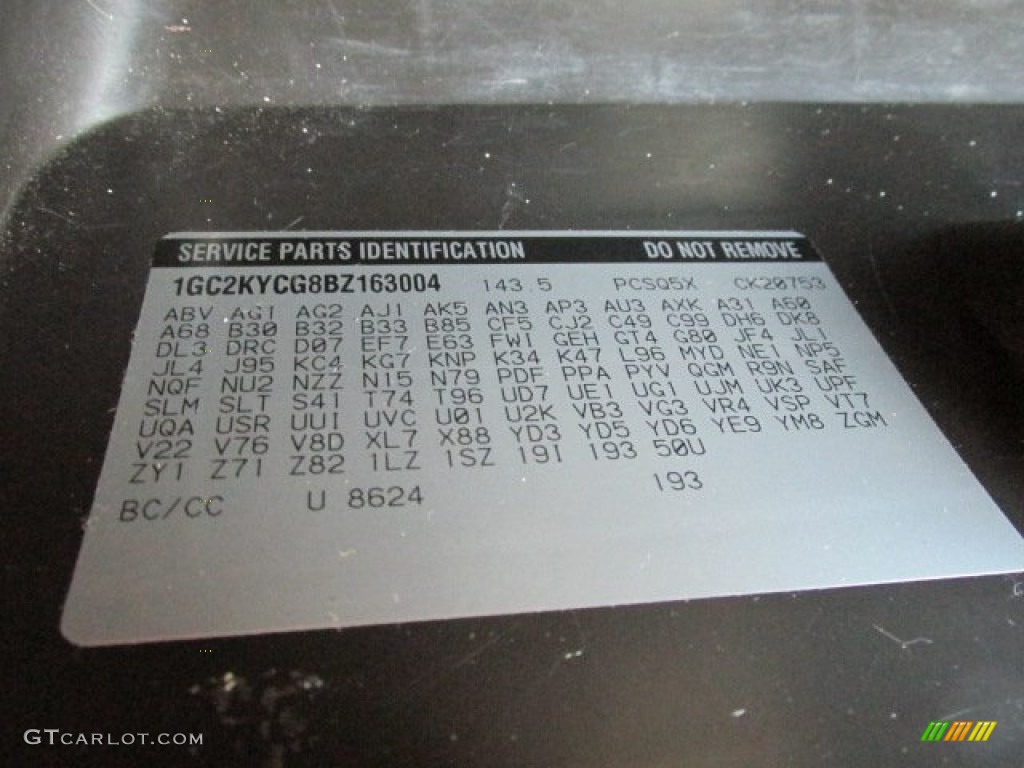 SERVICE PARTS IDENTIFICATION DO NOT REMOVE
1GC2KYCG8BZ163004 143.5 PCSQ5X CK20753
ABV AG1 AG2 AJ1 AK5 AN3 AP3 AU3 AXK A31 A60
A68 B30 B32 B33 B85 CF5 CJ2 C49 C99 DH6 DK8
DL3 DRC D07 EF7 E63 FWI GEH GT4 G80 JF4 JL1
JL4 J95 KC4 KG7 KNP K34 K47 L96 MYD NE1 NP5
NQF NU2 NZZ N15 N79 PDF PPA PYV QGM R9N SAF
SLM SLT S41 T74 T96 UD7 UE1 UG1 UJM UK3 UPF
UQA USR UUI UVC U01 U2K VB3 VG3 VR4 VSP VT7
V22 V76 V8D XL7 X88 YD3 YD5 YD6 YE9 YM8 ZGM
ZY1 Z71 Z82 1LZ 1SZ 19I 193 50U
BC/CC U 8624 193
GTCARLOT.COM